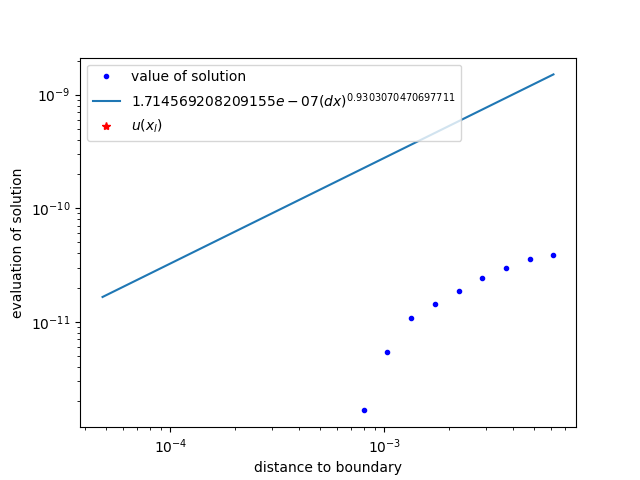 value of solution
1.714569208209155e − 07(dx)^0.9303070470697711
u(x_l)
10^−9
10^−10
10^−11
evaluation of solution
10^−4
10^−3
distance to boundary